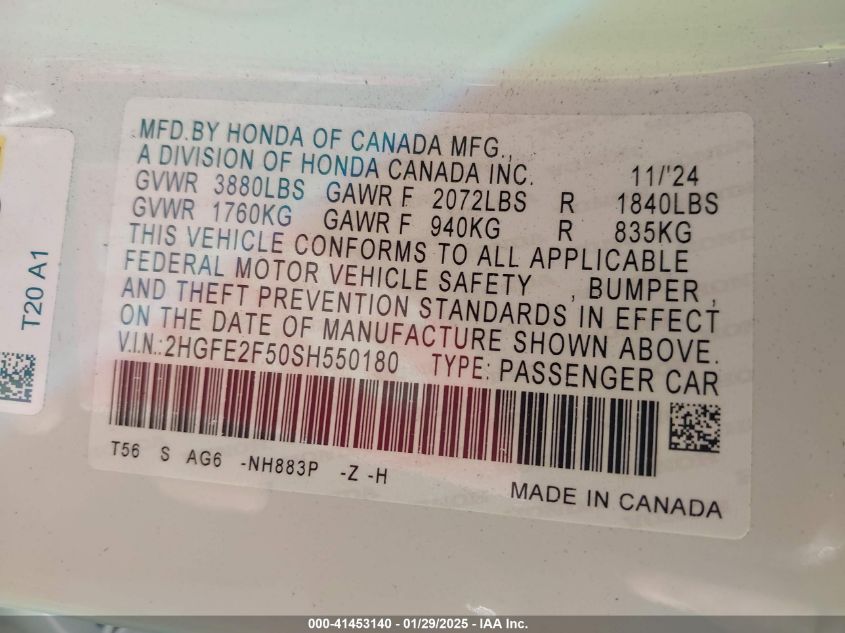 MFD.BY HONDA OF CANADA MFG.,
A DIVISION OF HONDA CANADA INC. 11/'24
GVWR 3880LBS GAWR F 2072LBS R 1840LBS
GVWR 1760KG GAWR F 940KG R 835KG
THIS VEHICLE CONFORMS TO ALL APPLICABLE
FEDERAL MOTOR VEHICLE SAFETY , BUMPER ,
AND THEFT PREVENTION STANDARDS IN EFFECT
ON THE DATE OF MANUFACTURE SHOWN ABOVE.
V.I.N.:2HGFE2F50SH550180 TYPE: PASSENGER CAR
T56 S AG6 -NH883P -Z -H
MADE IN CANADA
T20 A1
000-41453140 - 01/29/2025 - IAA Inc.